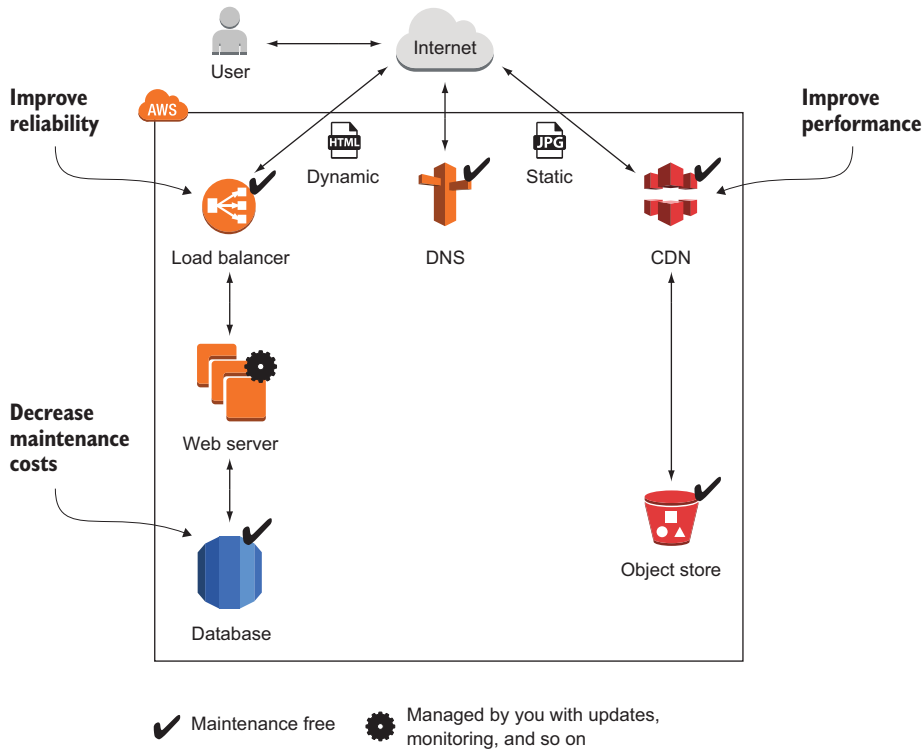 Internet
User
Improve
reliability
AWS
Improve
performance
HTML
Dynamic
JPG
Static
Load balancer
DNS
CDN
Web server
Decrease
maintenance
costs
Object store
Database
Maintenance free
Managed by you with updates,
monitoring, and so on